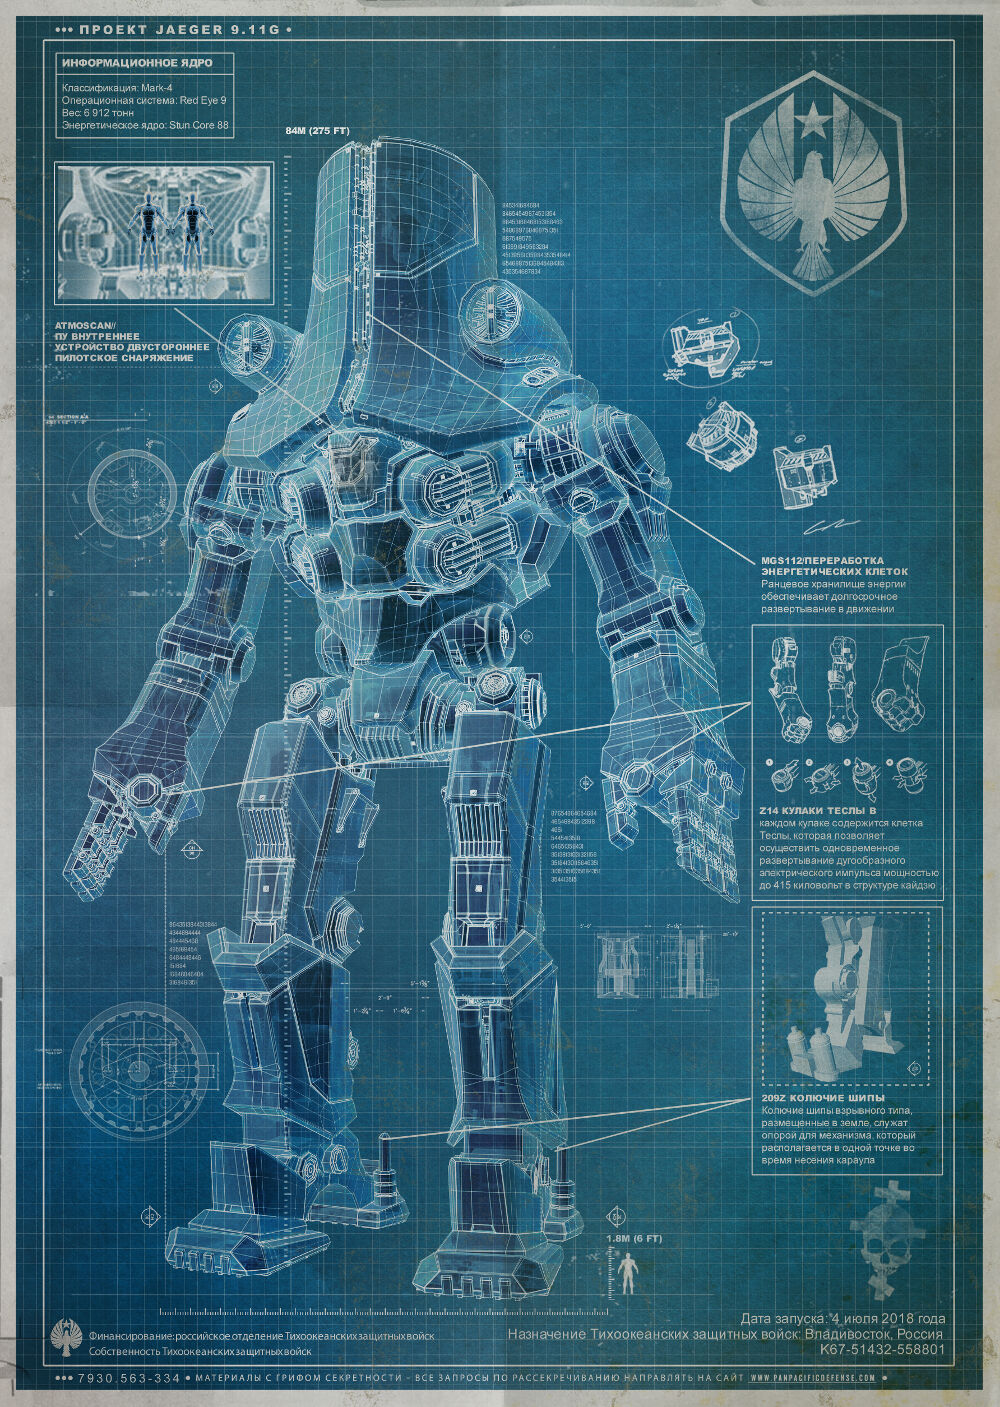 ••• ПРОЕКТ JAEGER 9.11G •
ИНФОРМАЦИОННОЕ ЯДРО
Классификация: Mark-4
Операционная система: Red Eye 9
Вес: 6 912 тонн
Энергетическое ядро: Stun Core 88
84M (275 FT)
ATMOSCAN//
ПУ ВНУТРЕННЕЕ
УСТРОЙСТВО ДВУСТОРОННЕЕ
ПИЛОТСКОЕ СНАРЯЖЕНИЕ
SECTION A-A
MGS112/ПЕРЕРАБОТКА
ЭНЕРГЕТИЧЕСКИХ КЛЕТОК
Ранцевое хранилище энергии
обеспечивает долгосрочное
развертывание в движении
1 2 3 4
Z14 КУЛАКИ ТЕСЛЫ В
каждом кулаке содержится клетка
Теслы, которая позволяет
осуществить одновременное
развертывание дугообразного
электрического импульса мощностью
до 415 киловольт в структуре кайдзю
209Z КОЛЮЧИЕ ШИПЫ
Колючие шипы взрывного типа,
размещенные в земле, служат
опорой для механизма, который
располагается в одной точке во
время несения караула
1.8M (6 FT)
Дата запуска: 4 июля 2018 года
Назначение Тихоокеанских защитных войск: Владивосток, Россия
K67-51432-558801
Финансирование: российское отделение Тихоокеанских защитных войск
Собственность Тихоокеанских защитных войск
••• 7930.563-334 • МАТЕРИАЛЫ С ГРИФОМ СЕКРЕТНОСТИ - ВСЕ ЗАПРОСЫ ПО РАССЕКРЕЧИВАНИЮ НАПРАВЛЯТЬ НА САЙТ WWW.PANPACIFICDEFENSE.COM •